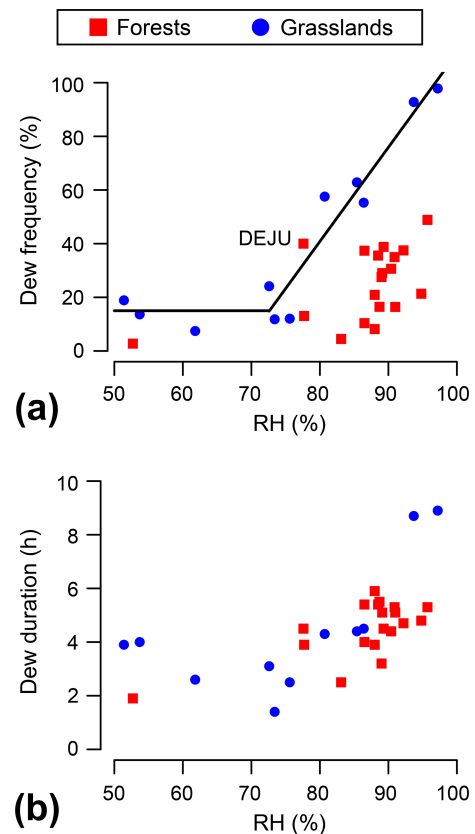 Forests Grasslands
(a)
Dew frequency (%)
100
80
60
40
20
0
DEJU
50 60 70 80 90 100
RH (%)
(b)
Dew duration (h)
10
8
6
4
2
0
50 60 70 80 90 100
RH (%)